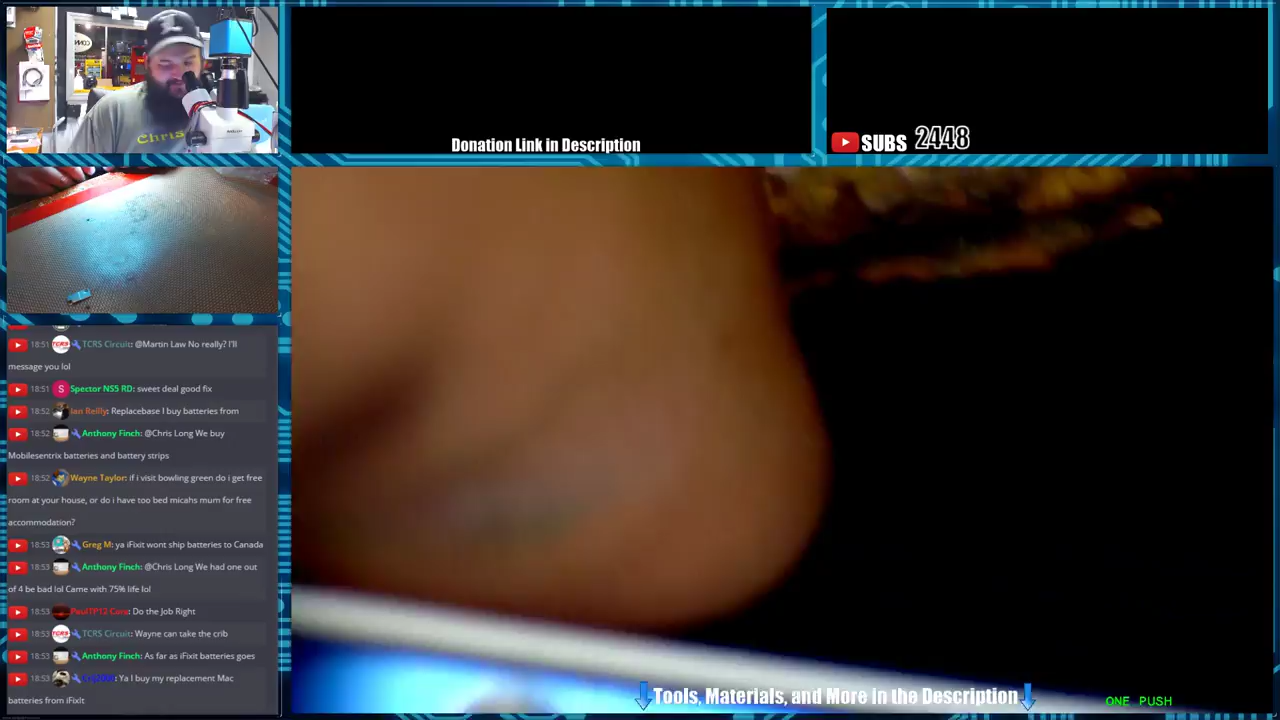 CONN
Chris
Donation Link in Description
SUBS 2448
18:51 TCRS Circuit: @Martin Law No really? I'll
message you lol
18:51 S Spector NS5 RD: sweet deal good fix
18:52 Ian Reilly: Replacebase I buy batteries from
18:52 Anthony Finch: @Chris Long We buy
Mobilesentrix batteries and battery strips
18:52 Wayne Taylor: if i visit bowling green do i get free
room at your house, or do i have too bed micahs mum for free
accommodation?
18:53 Greg M: ya iFixit wont ship batteries to Canada
18:53 Anthony Finch: @Chris Long We had one out
of 4 be bad lol Came with 75% life lol
18:53 PaulTP12 Cars: Do the Job Right
18:53 TCRS Circuit: Wayne can take the crib
18:53 Anthony Finch: As far as iFixit batteries goes
18:53 : Ya I buy my replacement Mac
batteries from iFixIt
Tools, Materials, and More in the Description
ONE PUSH